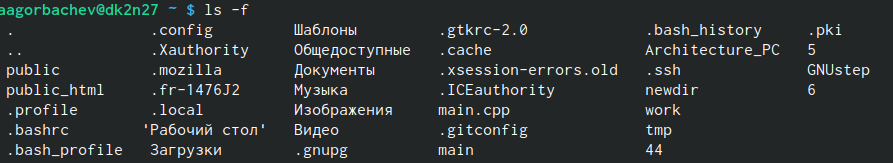 aagorbachev@dk2n27 ~ $ ls -f
. .config Шаблоны .gtkrc-2.0 .bash_history .pki
.. .Xauthority Общедоступные .cache Architecture_PC 5
public .mozilla Документы .xsession-errors.old .ssh GNUstep
public_html .fr-1476J2 Музыка .ICEauthority newdir 6
.profile .local Изображения main.cpp work
.bashrc 'Рабочий стол' Видео .gitconfig tmp
.bash_profile Загрузки .gnupg main 44